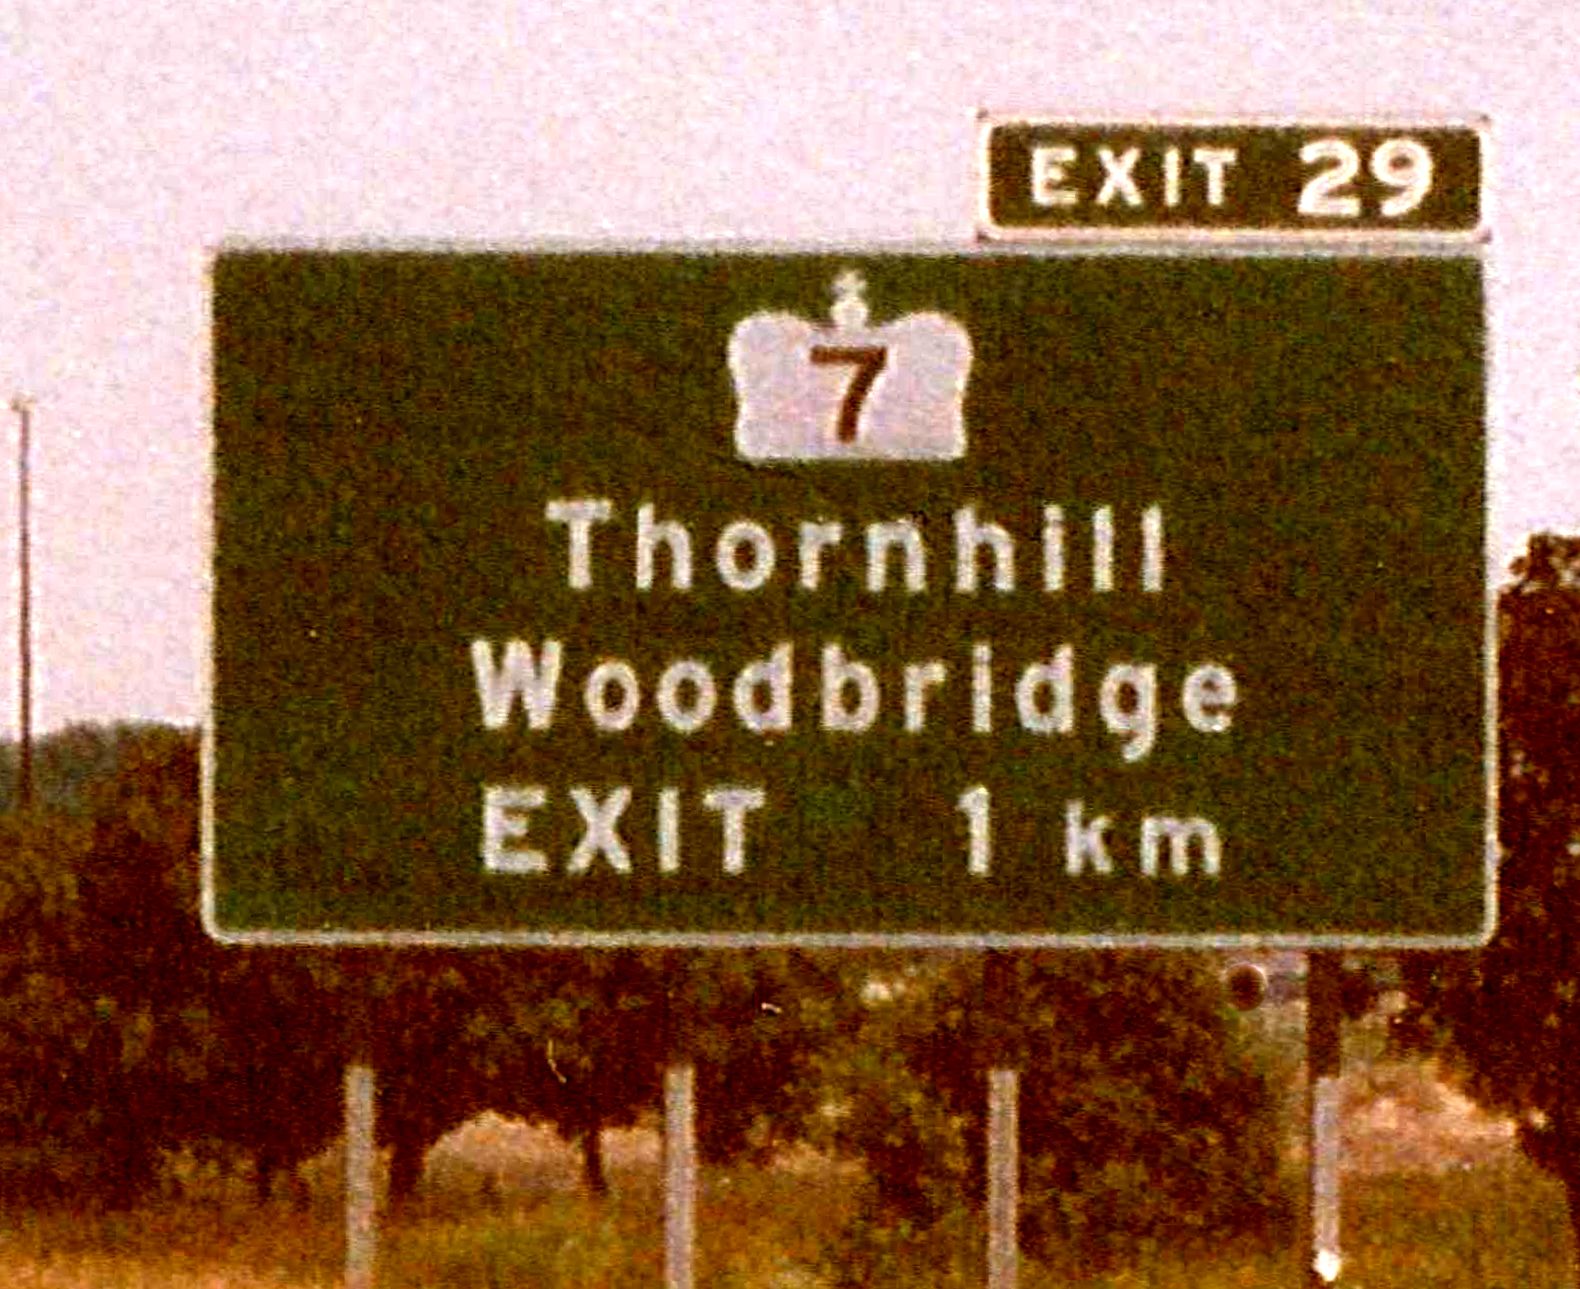 EXIT 29
7
Thornhill
Woodbridge
EXIT 1 km